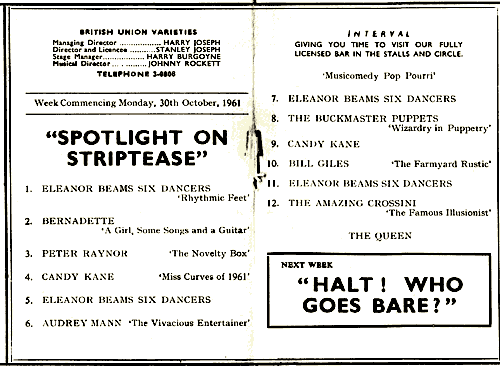 BRITISH UNION VARIETIES
Managing Director ................ HARRY JOSEPH
Director and Licencee ........ STANLEY JOSEPH
Stage Manager ............ HARRY BURGOYNE
Musical Director ......... JOHNNY ROCKETT
TELEPHONE 2-6808
Week Commencing Monday, 30th October, 1961
"SPOTLIGHT ON
STRIPTEASE"
1. ELEANOR BEAMS SIX DANCERS
'Rhythmic Feet'
2. BERNADETTE
'A Girl, Some Songs and a Guitar'
3. PETER RAYNOR 'The Novelty Box'
4. CANDY KANE 'Miss Curves of 1961'
5. ELEANOR BEAMS SIX DANCERS
6. AUDREY MANN 'The Vivacious Entertainer'
INTERVAL
GIVING YOU TIME TO VISIT OUR FULLY
LICENSED BAR IN THE STALLS AND CIRCLE.
'Musicomedy Pop Pourri'
7. ELEANOR BEAMS SIX DANCERS
8. THE BUCKMASTER PUPPETS
'Wizardry in Puppetry'
9. CANDY KANE
10. BILL GILES 'The Farmyard Rustic'
11. ELEANOR BEAMS SIX DANCERS
12. THE AMAZING CROSSINI
'The Famous Illusionist'
THE QUEEN
NEXT WEEK
"HALT! WHO
GOES BARE?"